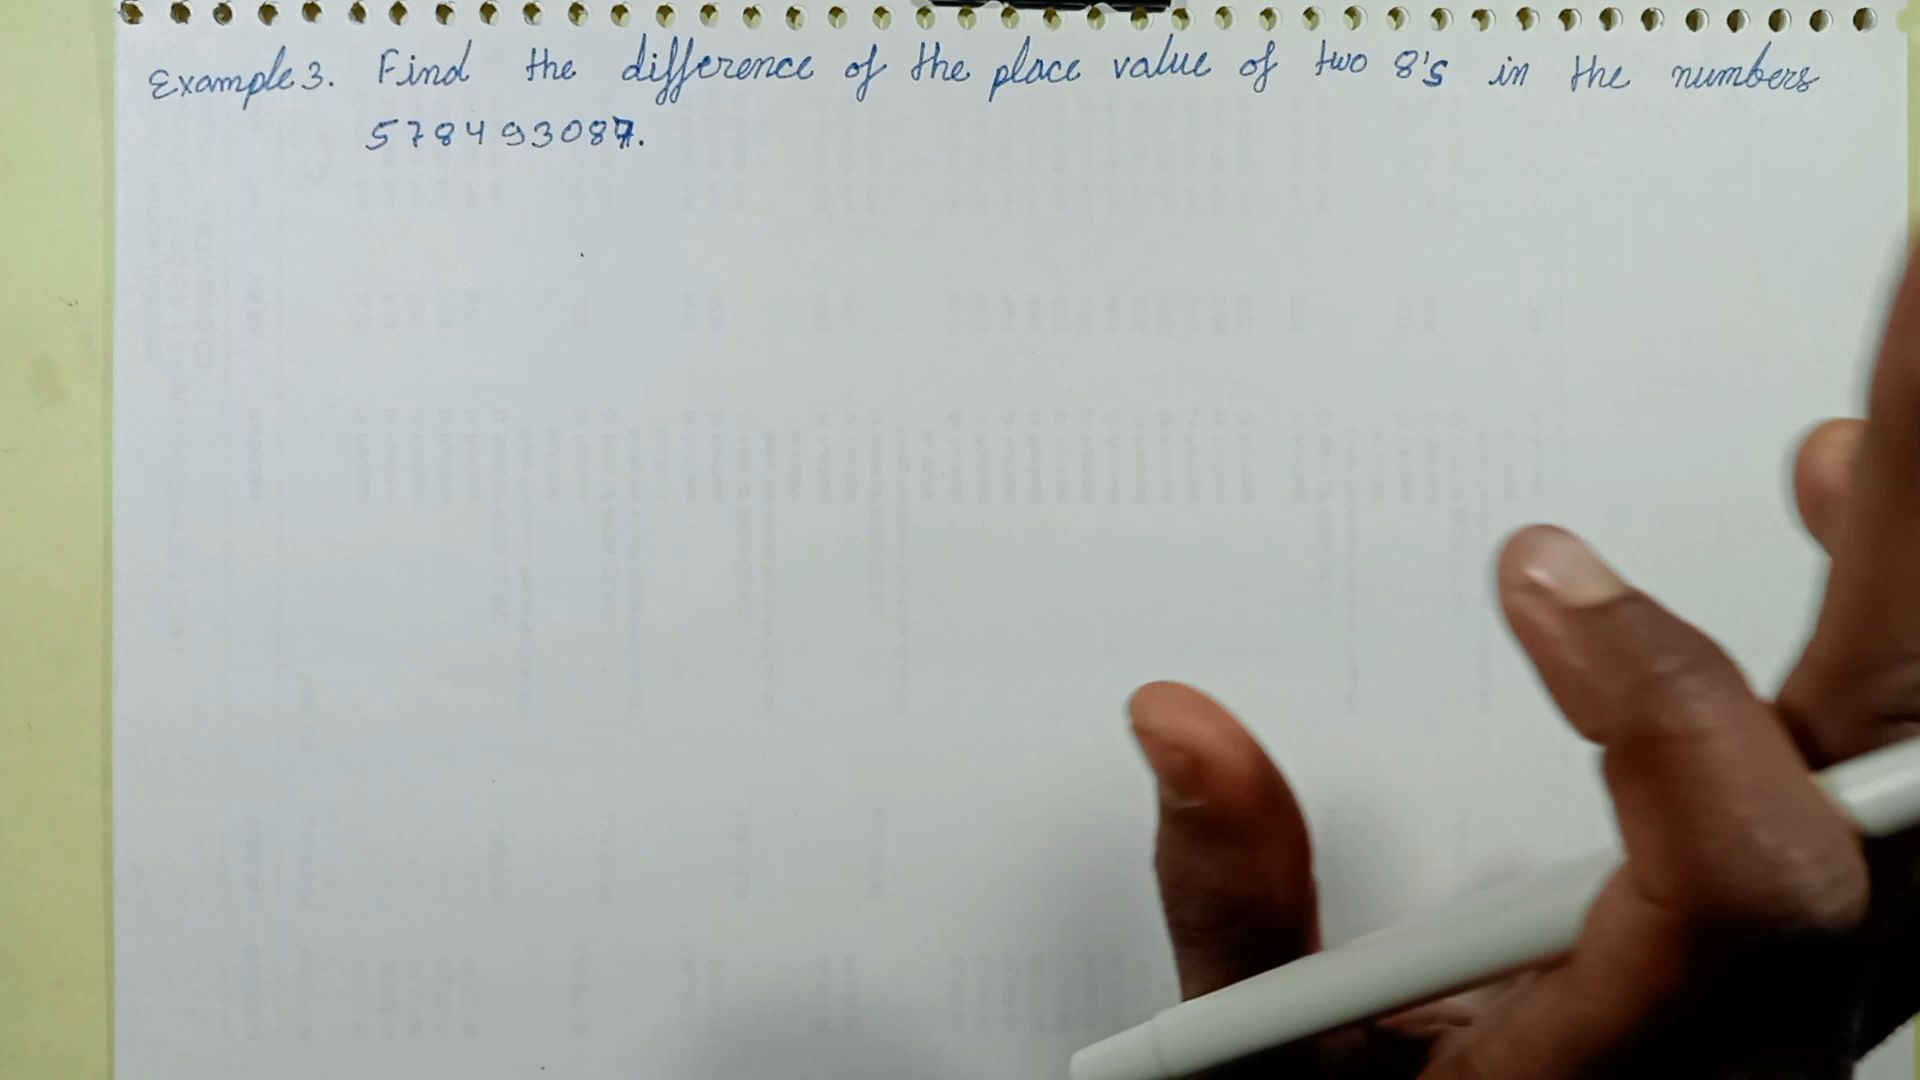 Example 3. Find the difference of the place value of two 8's in the numbers
578493087.